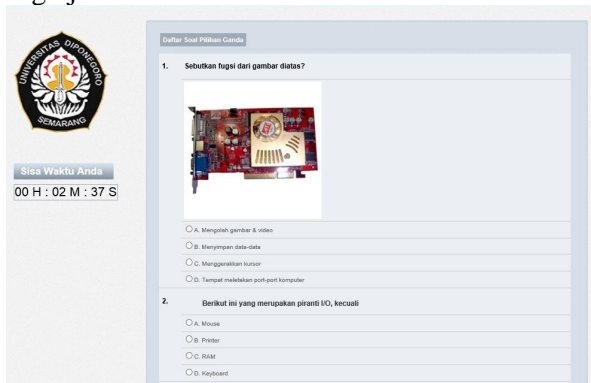 UNIVERSITAS DIPONEGORO
SEMARANG
Sisa Waktu Anda
00 H : 02 M : 37 S
Daftar Soal Pilihan Ganda
1. Sebutkan fugsi dari gambar diatas?
A. Mengolah gambar & video
B. Menyimpan data-data
C. Menggerakkan kursor
D. Tempat meletakan port-port komputer
2. Berikut ini yang merupakan piranti I/O, kecuali
A. Mouse
B. Printer
C. RAM
D. Keyboard